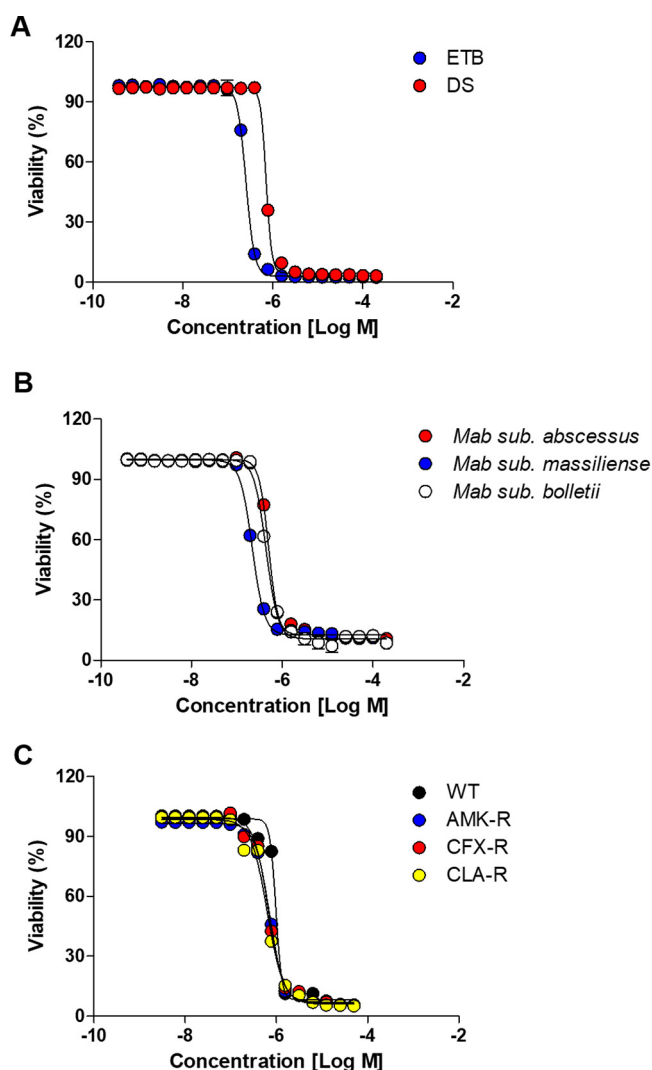 A
120
90
60
30
0
Viability (%)
-10
-8
-6
-4
-2
Concentration [Log M]
ETB
DS
B
120
90
60
30
0
Viability (%)
-10
-8
-6
-4
-2
Concentration [Log M]
Mab sub. abscessus
Mab sub. massiliense
Mab sub. bolletii
C
120
90
60
30
0
Viability (%)
-10
-8
-6
-4
-2
Concentration [Log M]
WT
AMK-R
CFX-R
CLA-R